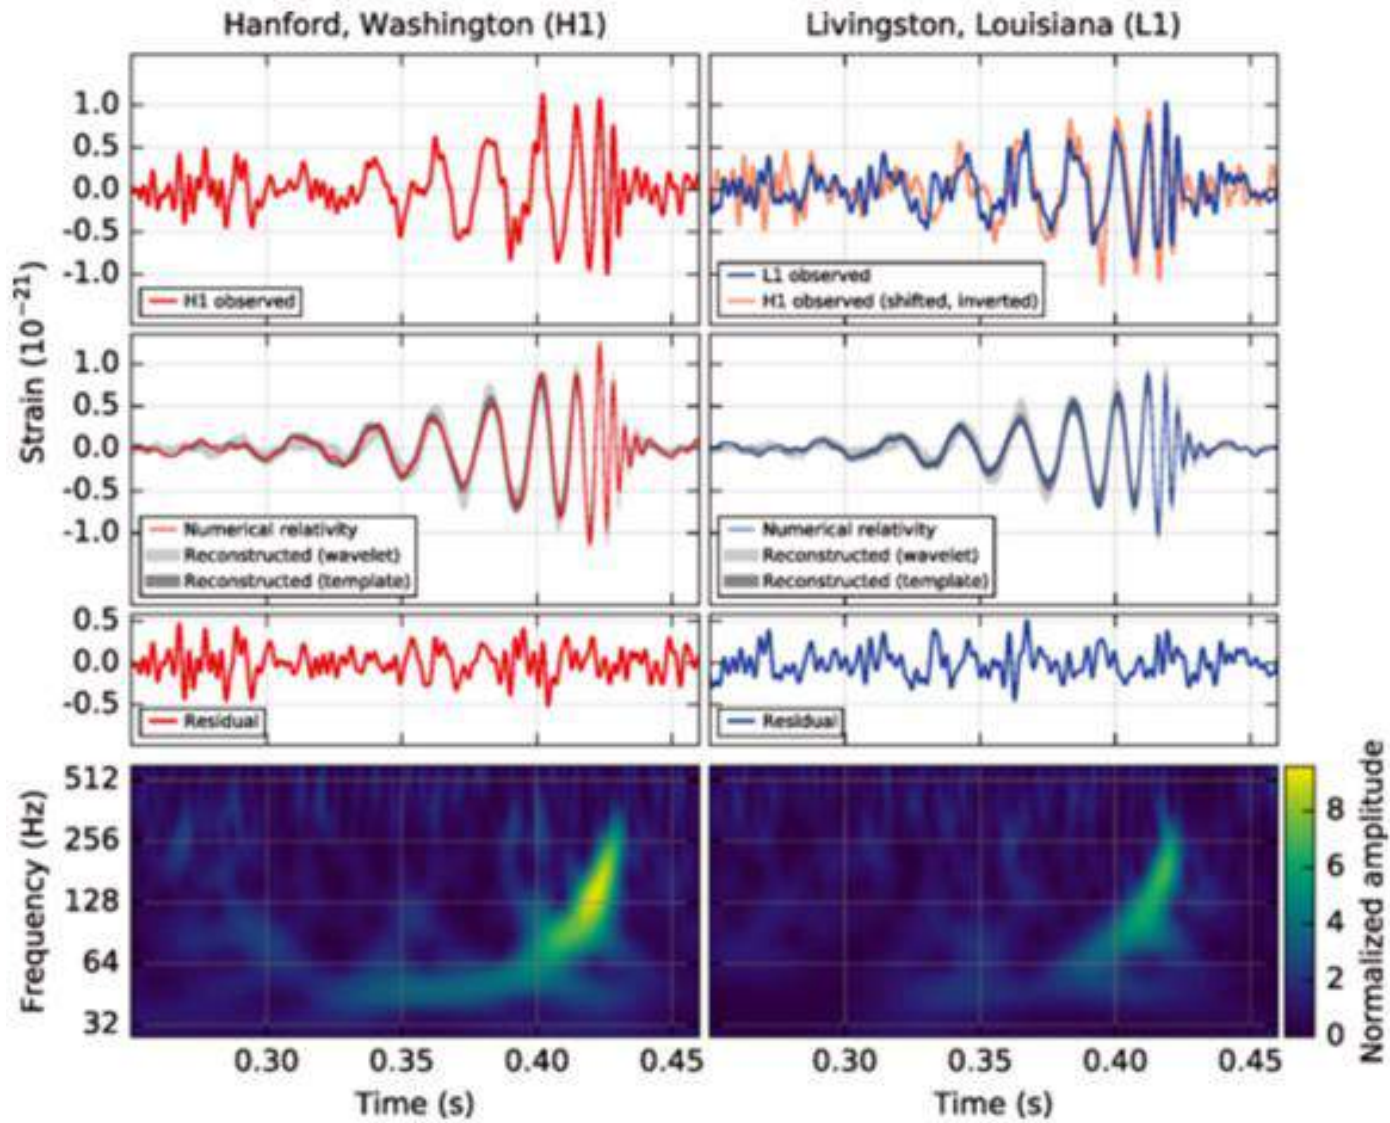 Hanford, Washington (H1)
Livingston, Louisiana (L1)
Strain (10⁻²¹)
1.0
0.5
0.0
-0.5
-1.0
H1 observed
L1 observed
H1 observed (shifted, inverted)
1.0
0.5
0.0
-0.5
-1.0
Numerical relativity
Reconstructed (wavelet)
Reconstructed (template)
Numerical relativity
Reconstructed (wavelet)
Reconstructed (template)
0.5
0.0
-0.5
Residual
Residual
Frequency (Hz)
512
256
128
64
32
Normalized amplitude
8
6
4
2
0
0.30 0.35 0.40 0.45
0.30 0.35 0.40 0.45
Time (s)
Time (s)